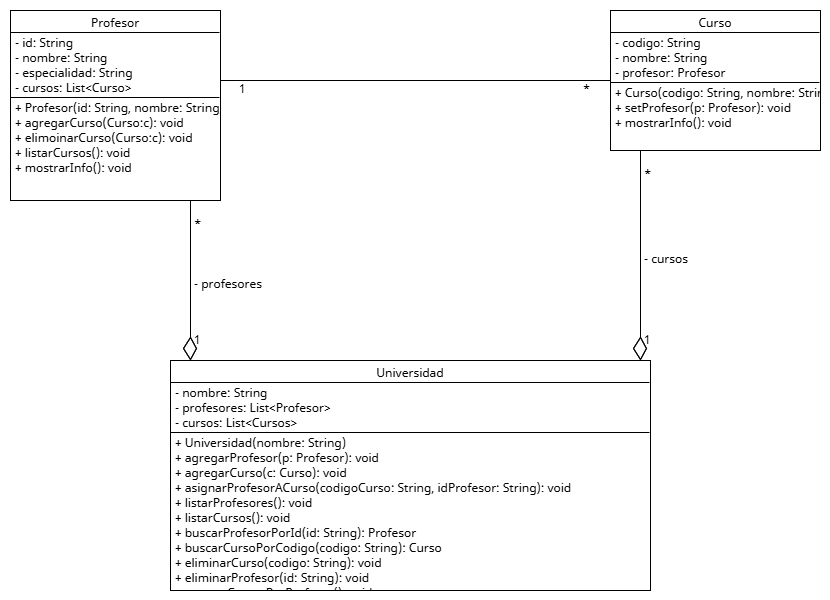 Profesor
- id: String
- nombre: String
- especialidad: String
- cursos: List<Curso>
+ Profesor(id: String, nombre: String
+ agregarCurso(Curso:c): void
+ elimoinarCurso(Curso:c): void
+ listarCursos(): void
+ mostrarInfo(): void
1
*
Curso
- codigo: String
- nombre: String
- profesor: Profesor
+ Curso(codigo: String, nombre: Strin
+ setProfesor(p: Profesor): void
+ mostrarInfo(): void
*
- profesores
1
*
- cursos
1
Universidad
- nombre: String
- profesores: List<Profesor>
- cursos: List<Cursos>
+ Universidad(nombre: String)
+ agregarProfesor(p: Profesor): void
+ agregarCurso(c: Curso): void
+ asignarProfesorACurso(codigoCurso: String, idProfesor: String): void
+ listarProfesores(): void
+ listarCursos(): void
+ buscarProfesorPorId(id: String): Profesor
+ buscarCursoPorCodigo(codigo: String): Curso
+ eliminarCurso(codigo: String): void
+ eliminarProfesor(id: String): void